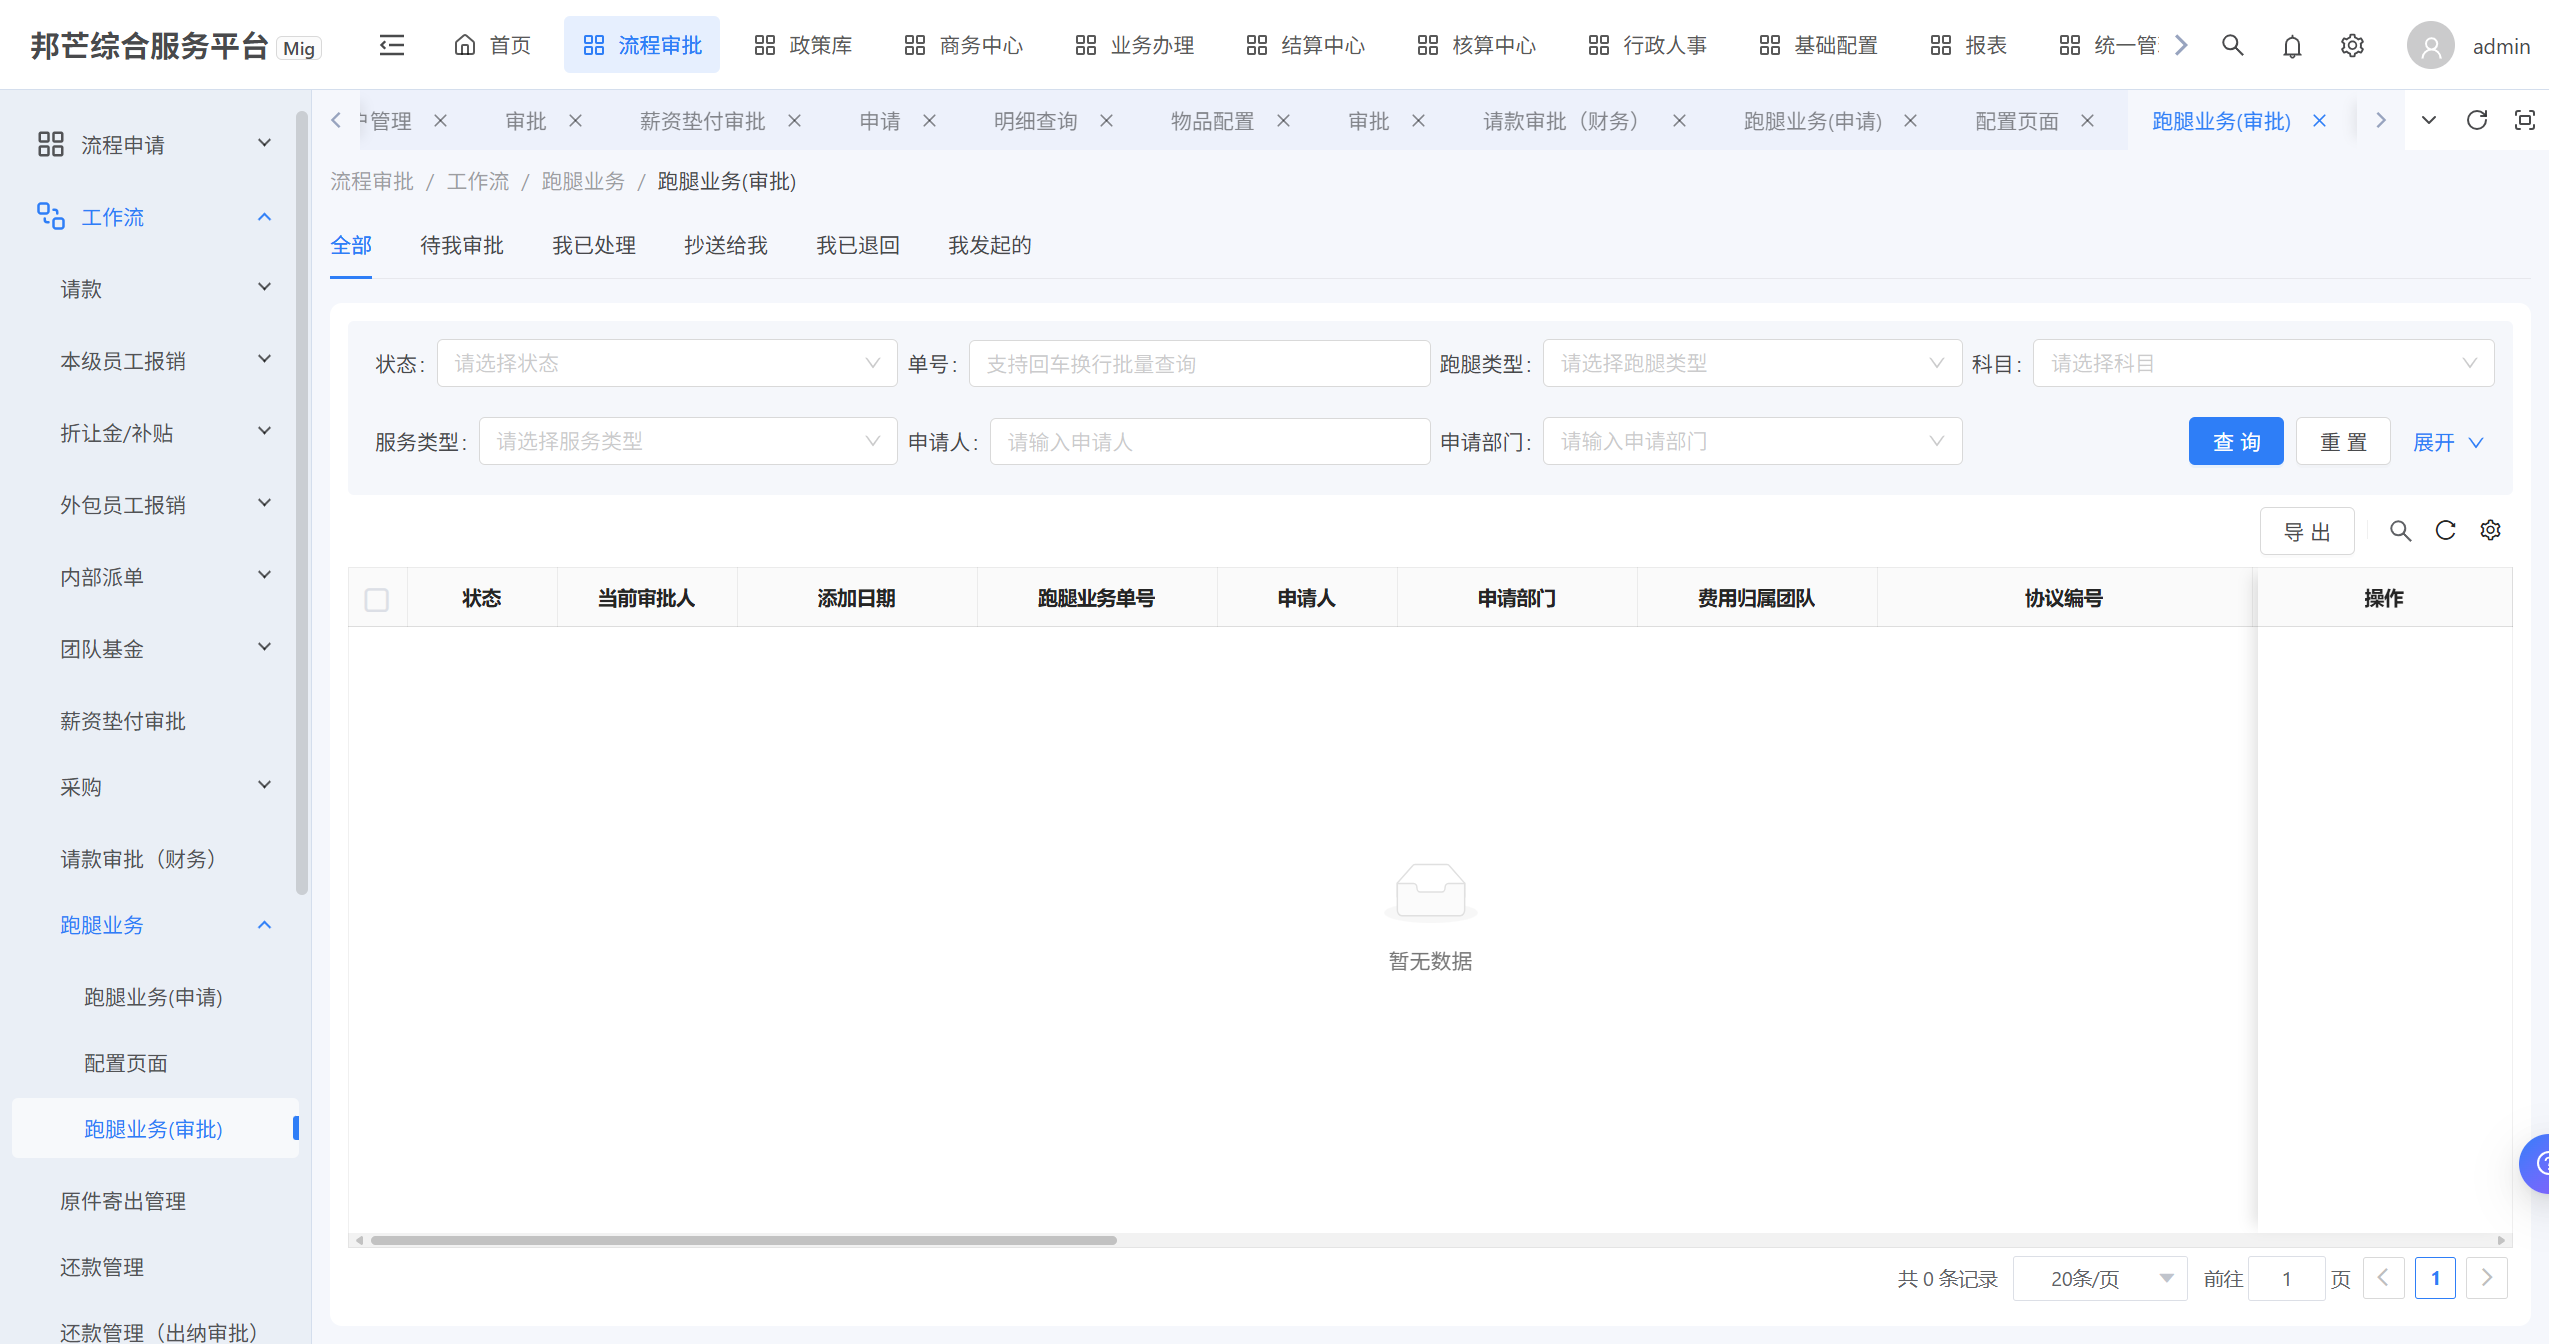 邦芒综合服务平台 Mig
首页 流程审批 政策库 商务中心 业务办理 结算中心 核算中心 行政人事 基础配置 报表 统一管 admin
户管理 审批 薪资垫付审批 申请 明细查询 物品配置 审批 请款审批（财务） 跑腿业务(申请) 配置页面 跑腿业务(审批)
流程审批 / 工作流 / 跑腿业务 / 跑腿业务(审批)
全部 待我审批 我已处理 抄送给我 我已退回 我发起的
流程申请
工作流
请款
本级员工报销
折让金/补贴
外包员工报销
内部派单
团队基金
薪资垫付审批
采购
请款审批（财务）
跑腿业务
跑腿业务(申请)
配置页面
跑腿业务(审批)
原件寄出管理
还款管理
还款管理（出纳审批）
状态: 请选择状态 单号: 支持回车换行批量查询 跑腿类型: 请选择跑腿类型 科目: 请选择科目
服务类型: 请选择服务类型 申请人: 请输入申请人 申请部门: 请输入申请部门 查 询 重 置 展开
导 出
状态 当前审批人 添加日期 跑腿业务单号 申请人 申请部门 费用归属团队 协议编号 操作
暂无数据
共 0 条记录 20条/页 前往 1 页 1